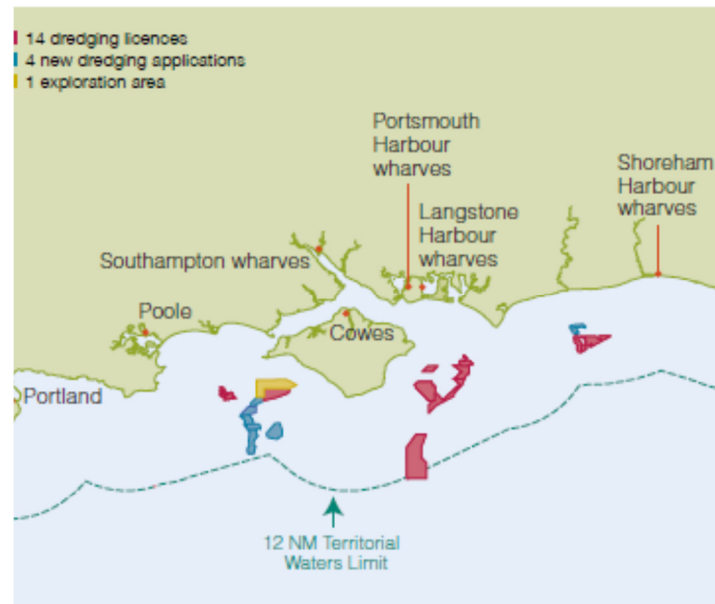 14 dredging licences
4 new dredging applications
1 exploration area
Portsmouth
Harbour
wharves
Shoreham
Harbour
wharves
Langstone
Harbour
wharves
Southampton wharves
Poole
Cowes
Portland
12 NM Territorial
Waters Limit